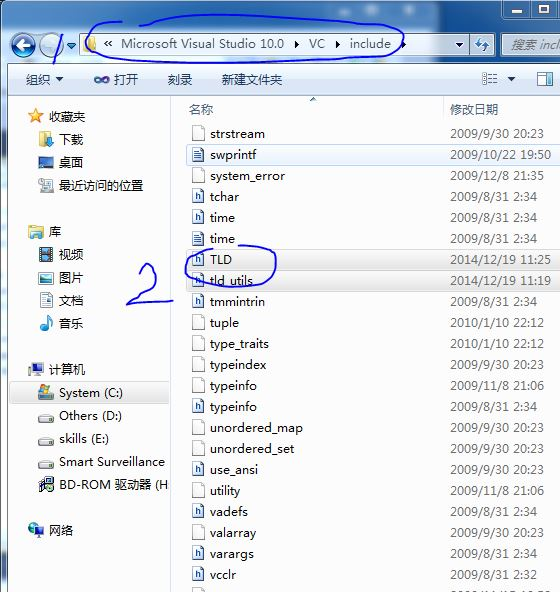 « Microsoft Visual Studio 10.0 ▸ VC ▸ include ▸
搜索 incl
组织 打开 刻录 新建文件夹
名称 修改日期
收藏夹
下载
桌面
最近访问的位置
库
视频
图片
文档
音乐
计算机
System (C:)
Others (D:)
skills (E:)
Smart Surveillance
BD-ROM 驱动器 (H:
网络
strstream 2009/9/30 20:23
swprintf 2009/10/22 19:50
system_error 2009/12/8 21:35
tchar 2009/8/31 2:34
time 2009/9/30 20:23
time 2009/8/31 2:34
TLD 2014/12/19 11:25
tld_utils 2014/12/19 11:19
tmmintrin 2009/8/31 2:34
tuple 2010/1/10 22:12
type_traits 2010/1/10 22:12
typeindex 2009/9/30 20:23
typeinfo 2009/11/8 21:06
typeinfo 2009/8/31 2:34
unordered_map 2009/9/30 20:23
unordered_set 2009/9/30 20:23
use_ansi 2009/9/30 20:23
utility 2009/11/8 21:06
vadefs 2009/8/31 2:34
valarray 2009/9/30 20:23
varargs 2009/8/31 2:34
vcclr 2009/8/31 2:32
1
2